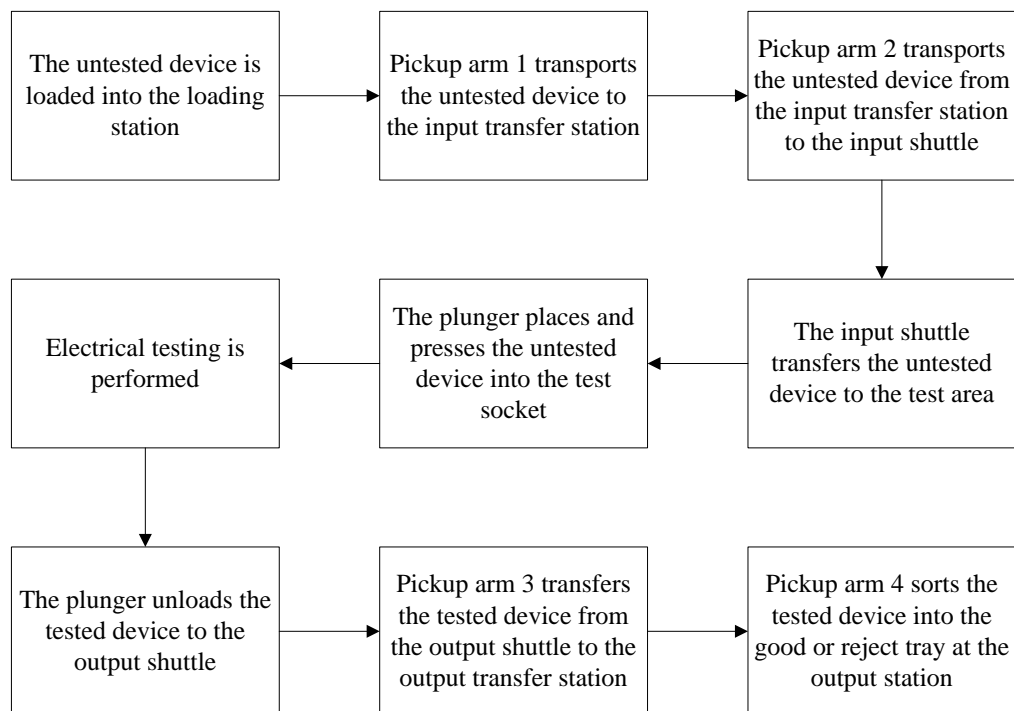 The untested device is
loaded into the loading
station
Pickup arm 1 transports
the untested device to
the input transfer station
Pickup arm 2 transports
the untested device from
the input transfer station
to the input shuttle
The input shuttle
transfers the untested
device to the test area
The plunger places and
presses the untested
device into the test
socket
Electrical testing is
performed
The plunger unloads the
tested device to the
output shuttle
Pickup arm 3 transfers
the tested device from
the output shuttle to the
output transfer station
Pickup arm 4 sorts the
tested device into the
good or reject tray at the
output station